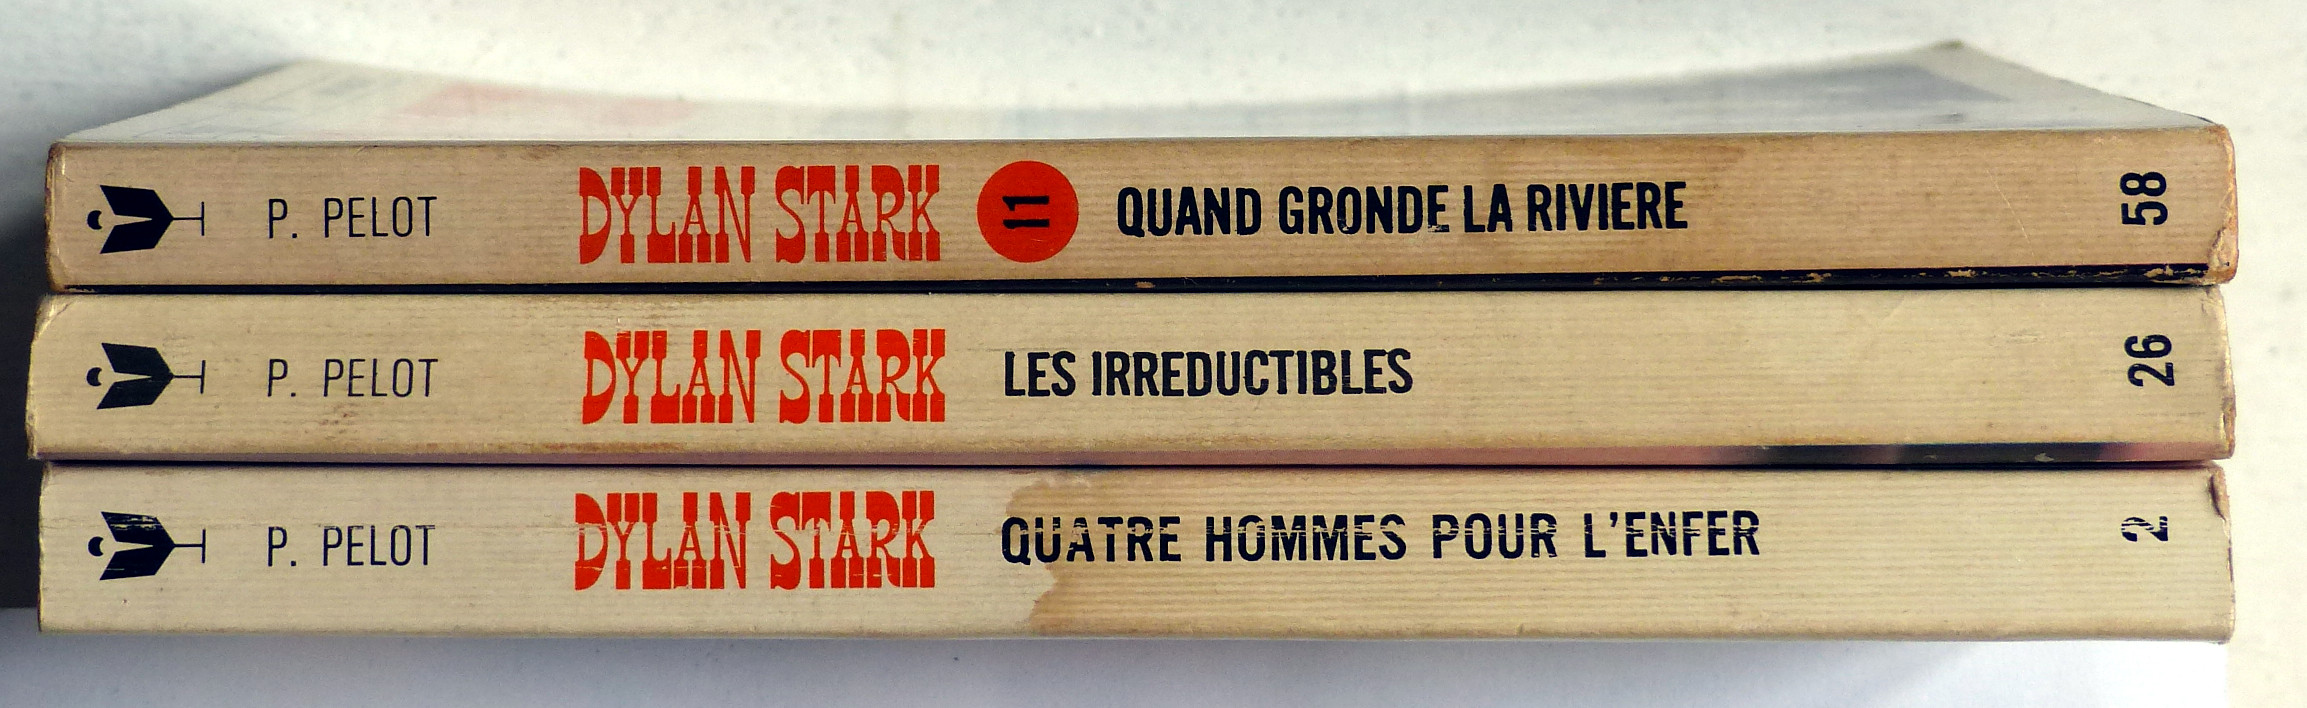 P. PELOT DYLAN STARK 11 QUAND GRONDE LA RIVIERE 58
P. PELOT DYLAN STARK LES IRREDUCTIBLES 26
P. PELOT DYLAN STARK QUATRE HOMMES POUR L'ENFER 2